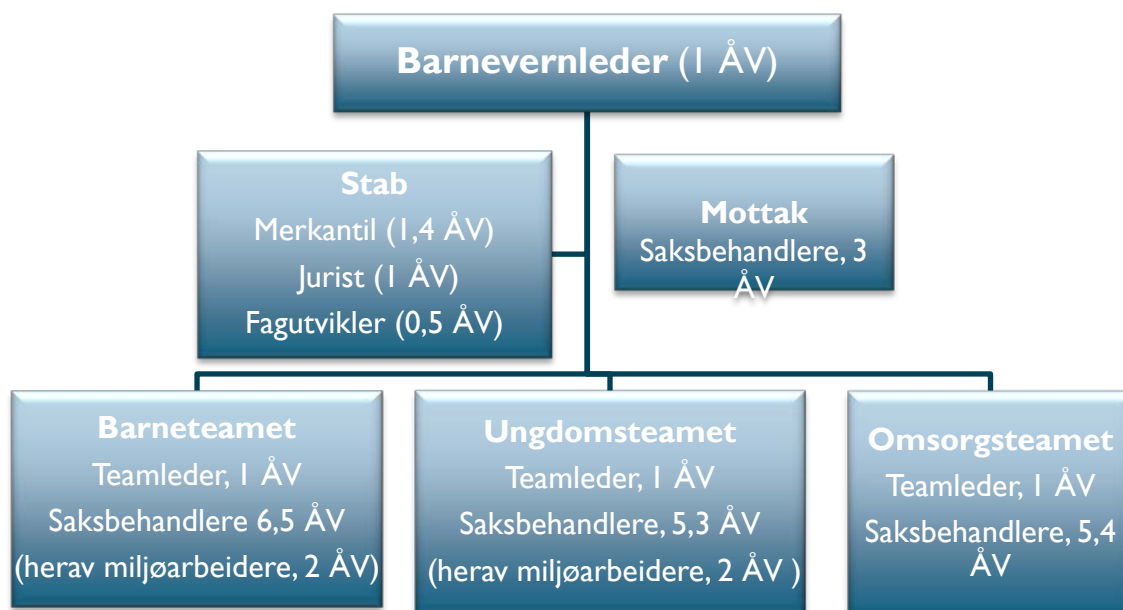 Barnevernleder (1 ÅV)
Stab
Merkantil (1,4 ÅV)
Jurist (1 ÅV)
Fagutvikler (0,5 ÅV)
Mottak
Saksbehandlere, 3
ÅV
Barneteamet
Teamleder, 1 ÅV
Saksbehandlere 6,5 ÅV
(herav miljøarbeidere, 2 ÅV)
Ungdomsteamet
Teamleder, 1 ÅV
Saksbehandlere, 5,3 ÅV
(herav miljøarbeidere, 2 ÅV )
Omsorgsteamet
Teamleder, 1 ÅV
Saksbehandlere, 5,4
ÅV